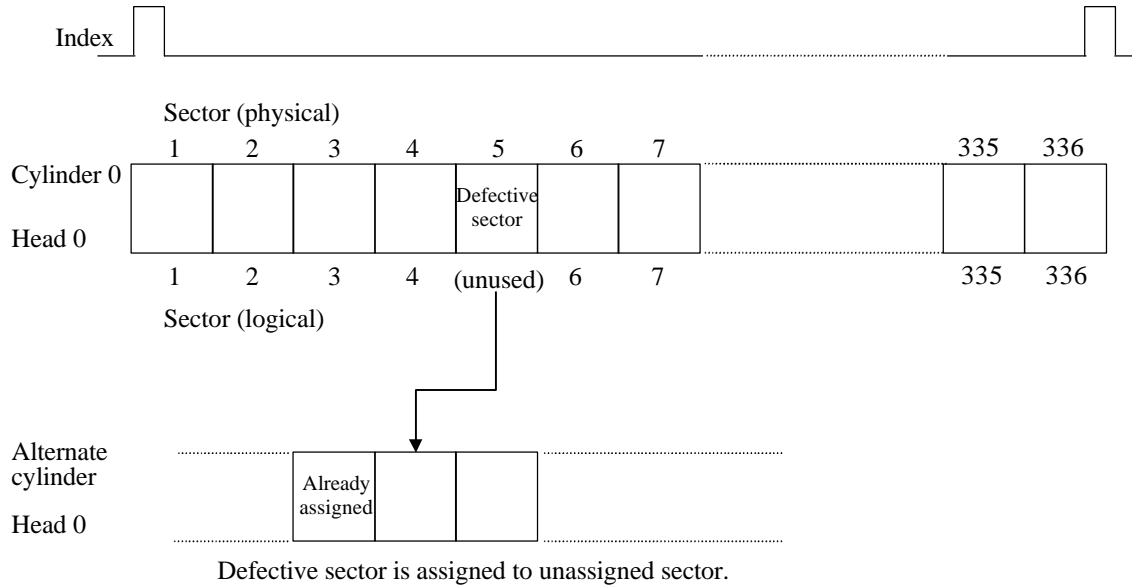 Index
Sector (physical)
1 2 3 4 5 6 7 335 336
Cylinder 0
Defective
sector
Head 0
1 2 3 4 (unused) 6 7 335 336
Sector (logical)
Alternate
cylinder
Already
assigned
Head 0
Defective sector is assigned to unassigned sector.